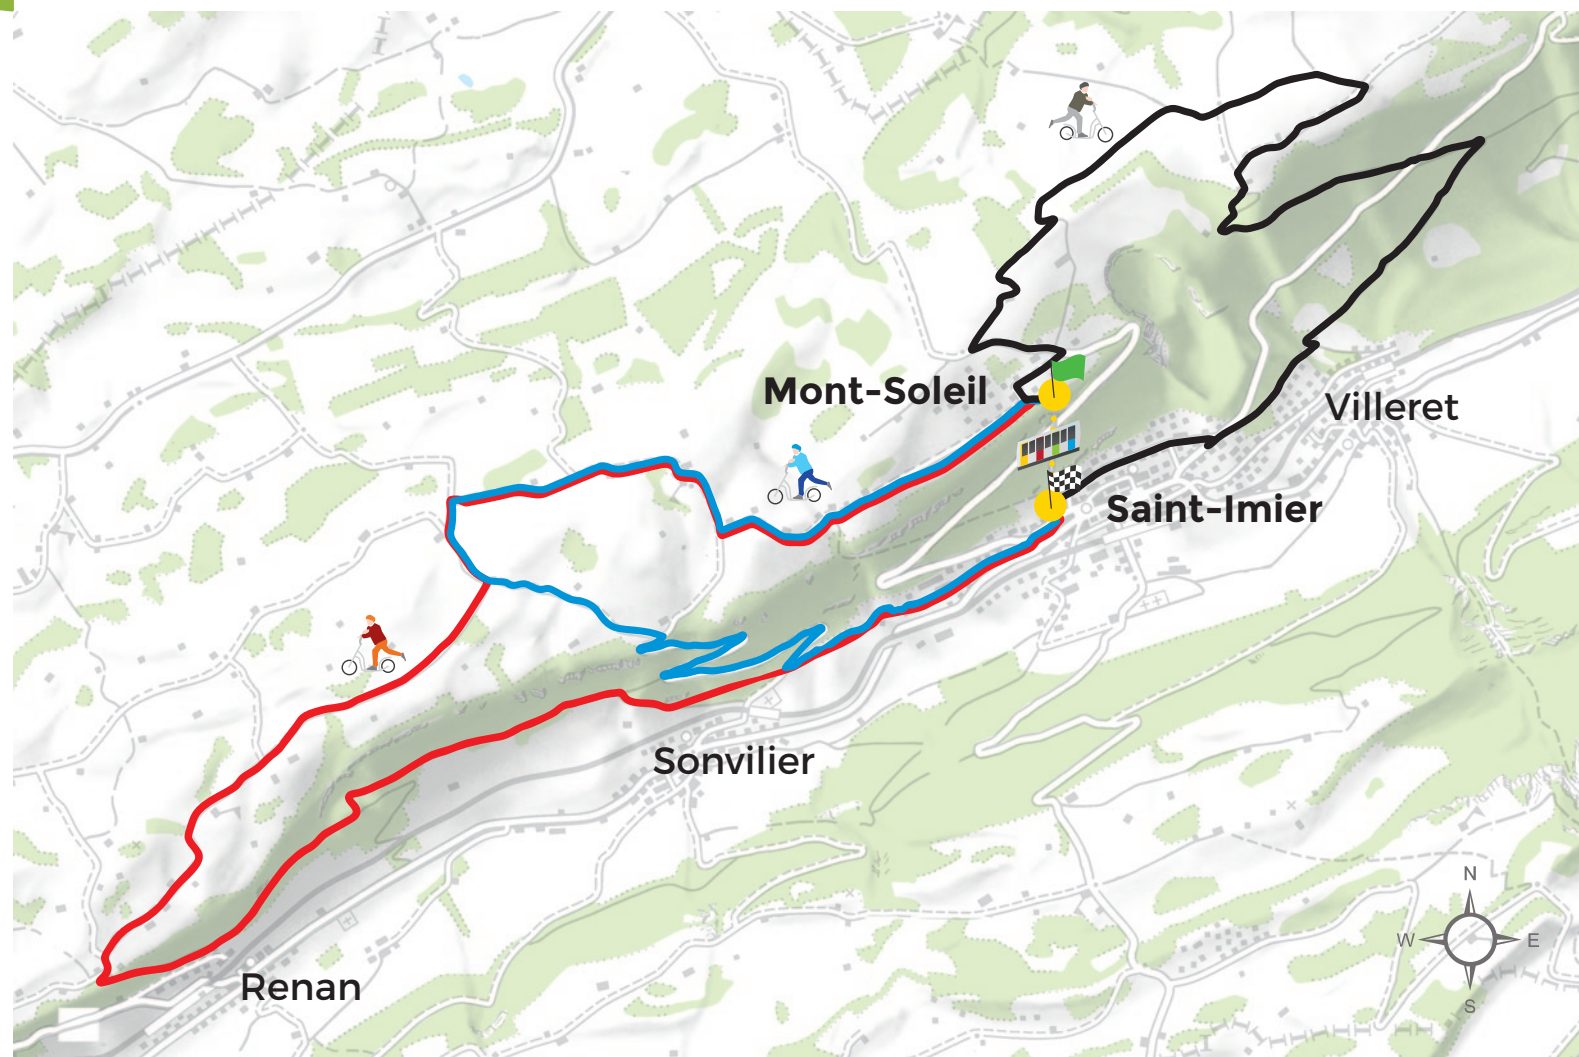 Mont-Soleil
Villeret
Saint-Imier
Sonvilier
Renan
N
W
E
S